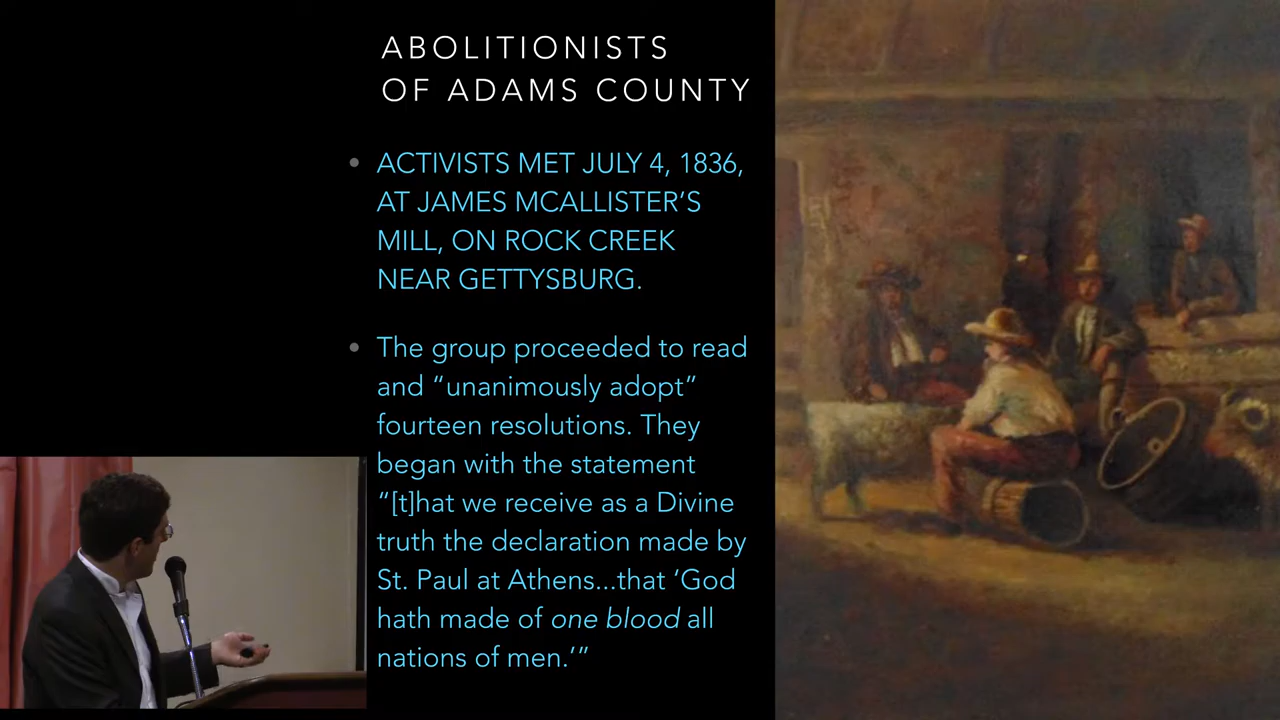 ABOLITIONISTS
OF ADAMS COUNTY
• ACTIVISTS MET JULY 4, 1836,
AT JAMES MCALLISTER’S
MILL, ON ROCK CREEK
NEAR GETTYSBURG.
• The group proceeded to read
and “unanimously adopt”
fourteen resolutions. They
began with the statement
“[t]hat we receive as a Divine
truth the declaration made by
St. Paul at Athens...that ‘God
hath made of one blood all
nations of men.’”